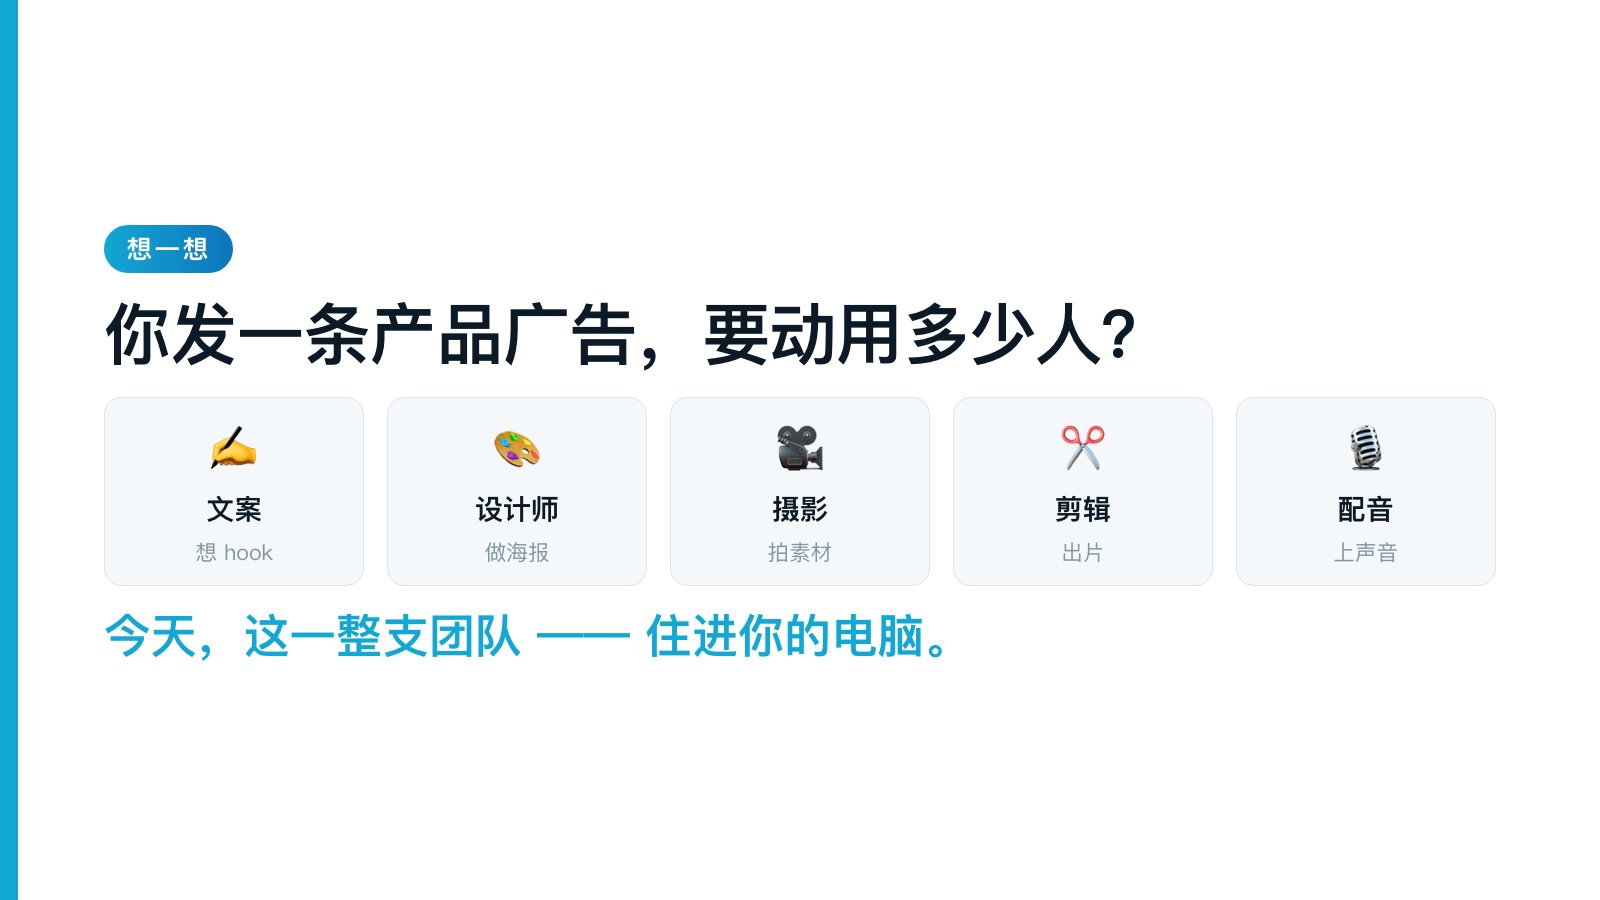 想一想
你发一条产品广告，要动用多少人？
文案
想 hook
设计师
做海报
摄影
拍素材
剪辑
出片
配音
上声音
今天，这一整支团队 —— 住进你的电脑。